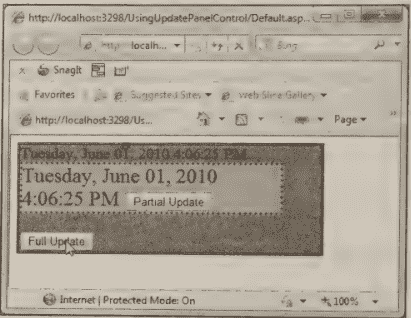 http://localhost:3298/UsingUpdatePanelControl/Default.asp...
localh...
SnagIt
Favorites Suggested Sites Web Slice Gallery
http://localhost:3298/Us... Page
Tuesday, June 01, 2010 4:06:25 PM
Tuesday, June 01, 2010
4:06:25 PM Partial Update
Full Update
Internet | Protected Mode: On 100%